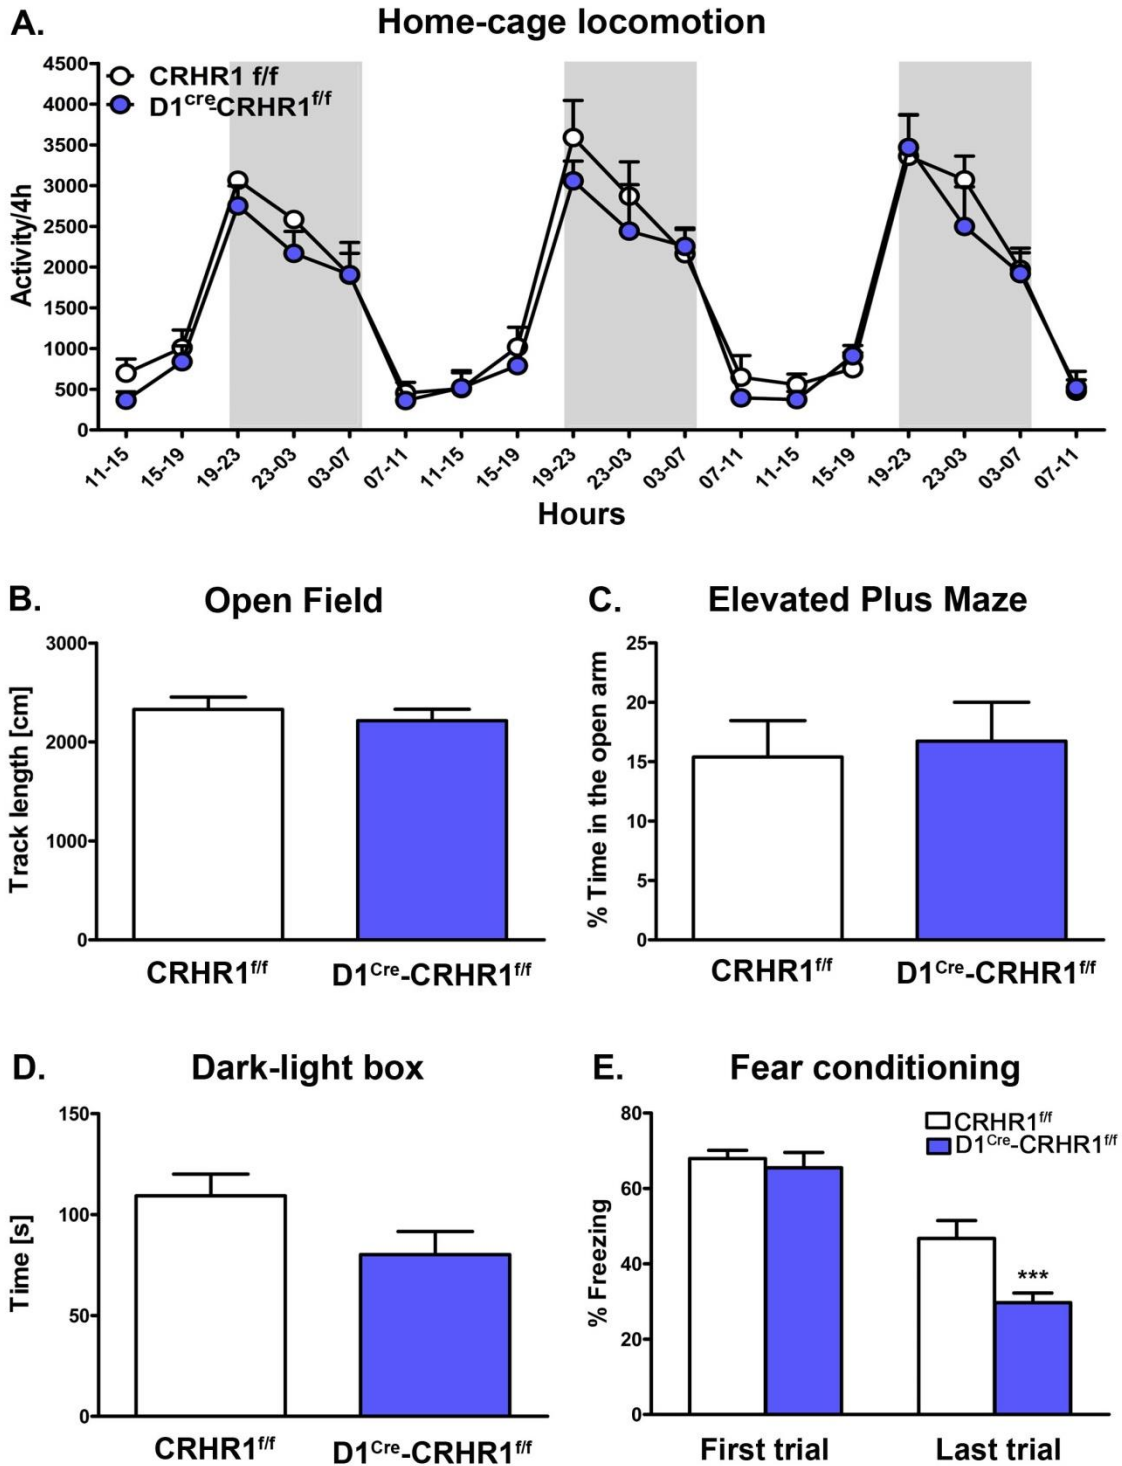 A. Home-cage locomotion
CRHR1 f/f
D1cre-CRHR1f/f
Activity/4h
4500
4000
3500
3000
2500
2000
1500
1000
500
0
11-15 15-19 19-23 23-03 03-07 07-11 11-15 15-19 19-23 23-03 03-07 07-11 11-15 15-19 19-23 23-03 03-07 07-11
Hours
B. Open Field
Track length [cm]
3000
2000
1000
0
CRHR1f/f D1Cre-CRHR1f/f
C. Elevated Plus Maze
% Time in the open arm
25
20
15
10
5
0
CRHR1f/f D1Cre-CRHR1f/f
D. Dark-light box
Time [s]
150
100
50
0
CRHR1f/f D1Cre-CRHR1f/f
E. Fear conditioning
CRHR1f/f
D1Cre-CRHR1f/f
% Freezing
80
60
40
20
0
***
First trial Last trial